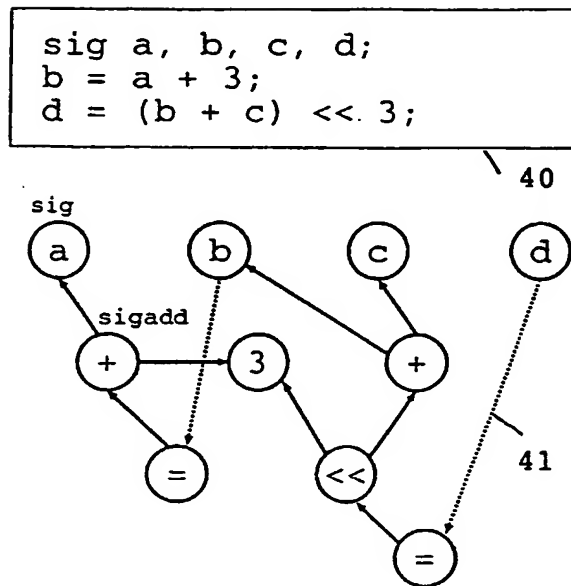 sig a, b, c, d;
b = a + 3;
d = (b + c) << 3;
40
sig
a b c d
sigadd
+ 3 +
= << 41
=